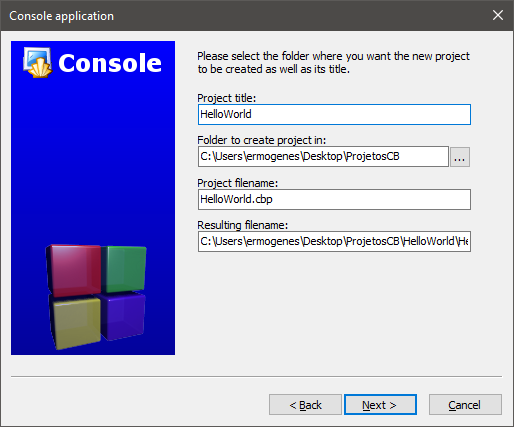 Console application
Console
Please select the folder where you want the new project
to be created as well as its title.
Project title:
HelloWorld
Folder to create project in:
C:\Users\ermogenes\Desktop\ProjetosCB
...
Project filename:
HelloWorld.cbp
Resulting filename:
C:\Users\ermogenes\Desktop\ProjetosCB\HelloWorld\He
< Back
Next >
Cancel